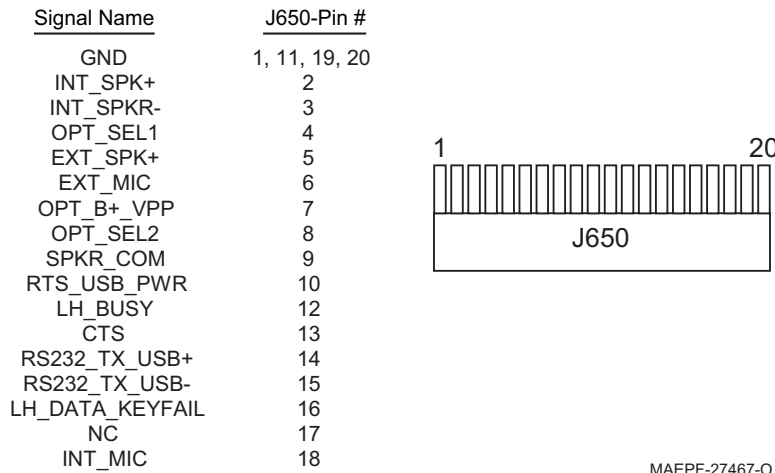 Signal Name J650-Pin #
GND 1, 11, 19, 20
INT_SPK+ 2
INT_SPKR- 3
OPT_SEL1 4
EXT_SPK+ 5
EXT_MIC 6
OPT_B+_VPP 7
OPT_SEL2 8
SPKR_COM 9
RTS_USB_PWR 10
LH_BUSY 12
CTS 13
RS232_TX_USB+ 14
RS232_TX_USB- 15
LH_DATA_KEYFAIL 16
NC 17
INT_MIC 18
1 20
J650
MAEPF-27467-O